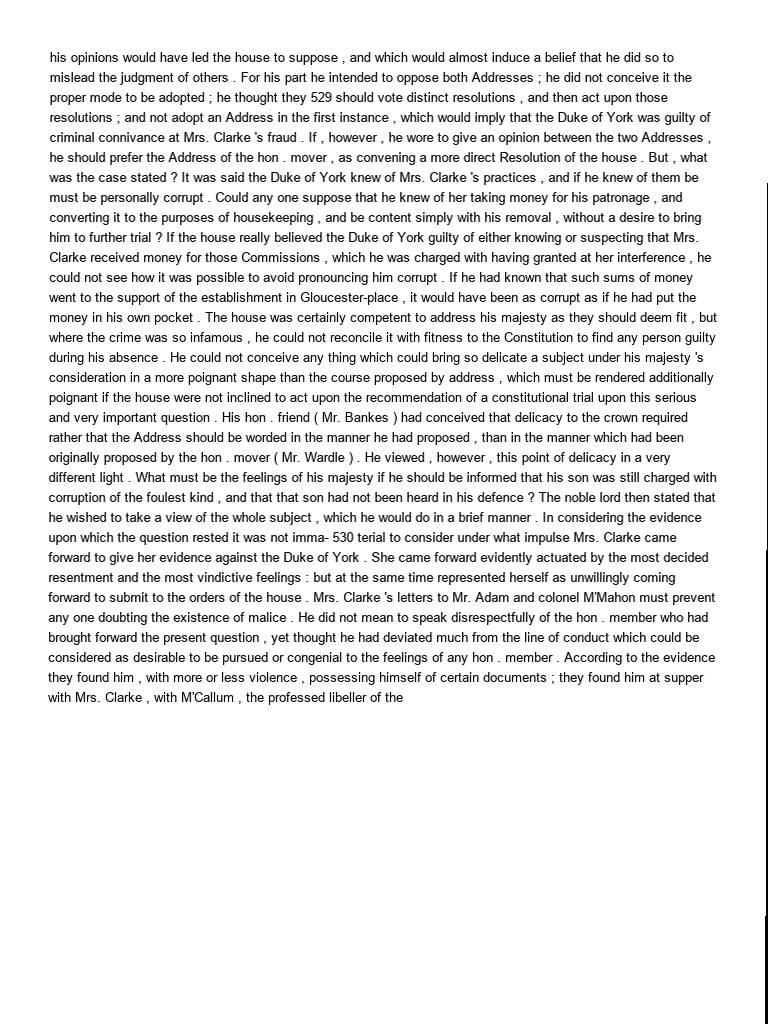 his opinions would have led the house to suppose , and which would almost induce a belief that he did so to
mislead the judgment of others . For his part he intended to oppose both Addresses ; he did not conceive it the
proper mode to be adopted ; he thought they 529 should vote distinct resolutions , and then act upon those
resolutions ; and not adopt an Address in the first instance , which would imply that the Duke of York was guilty of
criminal connivance at Mrs. Clarke 's fraud . If , however , he wore to give an opinion between the two Addresses ,
he should prefer the Address of the hon . mover , as convening a more direct Resolution of the house . But , what
was the case stated ? It was said the Duke of York knew of Mrs. Clarke 's practices , and if he knew of them be
must be personally corrupt . Could any one suppose that he knew of her taking money for his patronage , and
converting it to the purposes of housekeeping , and be content simply with his removal , without a desire to bring
him to further trial ? If the house really believed the Duke of York guilty of either knowing or suspecting that Mrs.
Clarke received money for those Commissions , which he was charged with having granted at her interference , he
could not see how it was possible to avoid pronouncing him corrupt . If he had known that such sums of money
went to the support of the establishment in Gloucester-place , it would have been as corrupt as if he had put the
money in his own pocket . The house was certainly competent to address his majesty as they should deem fit , but
where the crime was so infamous , he could not reconcile it with fitness to the Constitution to find any person guilty
during his absence . He could not conceive any thing which could bring so delicate a subject under his majesty 's
consideration in a more poignant shape than the course proposed by address , which must be rendered additionally
poignant if the house were not inclined to act upon the recommendation of a constitutional trial upon this serious
and very important question . His hon . friend ( Mr. Bankes ) had conceived that delicacy to the crown required
rather that the Address should be worded in the manner he had proposed , than in the manner which had been
originally proposed by the hon . mover ( Mr. Wardle ) . He viewed , however , this point of delicacy in a very
different light . What must be the feelings of his majesty if he should be informed that his son was still charged with
corruption of the foulest kind , and that that son had not been heard in his defence ? The noble lord then stated that
he wished to take a view of the whole subject , which he would do in a brief manner . In considering the evidence
upon which the question rested it was not imma- 530 terial to consider under what impulse Mrs. Clarke came
forward to give her evidence against the Duke of York . She came forward evidently actuated by the most decided
resentment and the most vindictive feelings : but at the same time represented herself as unwillingly coming
forward to submit to the orders of the house . Mrs. Clarke 's letters to Mr. Adam and colonel M'Mahon must prevent
any one doubting the existence of malice . He did not mean to speak disrespectfully of the hon . member who had
brought forward the present question , yet thought he had deviated much from the line of conduct which could be
considered as desirable to be pursued or congenial to the feelings of any hon . member . According to the evidence
they found him , with more or less violence , possessing himself of certain documents ; they found him at supper
with Mrs. Clarke , with M'Callum , the professed libeller of the